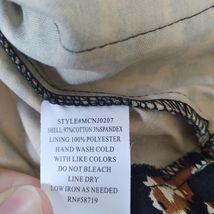 STYLE#MCNJ0207
SHELL: 97%COTTON 3%SPANDEX
LINING: 100% POLYESTER
HAND WASH COLD
WITH LIKE COLORS
DO NOT BLEACH
LINE DRY
LOW IRON AS NEEDED
RN#58719